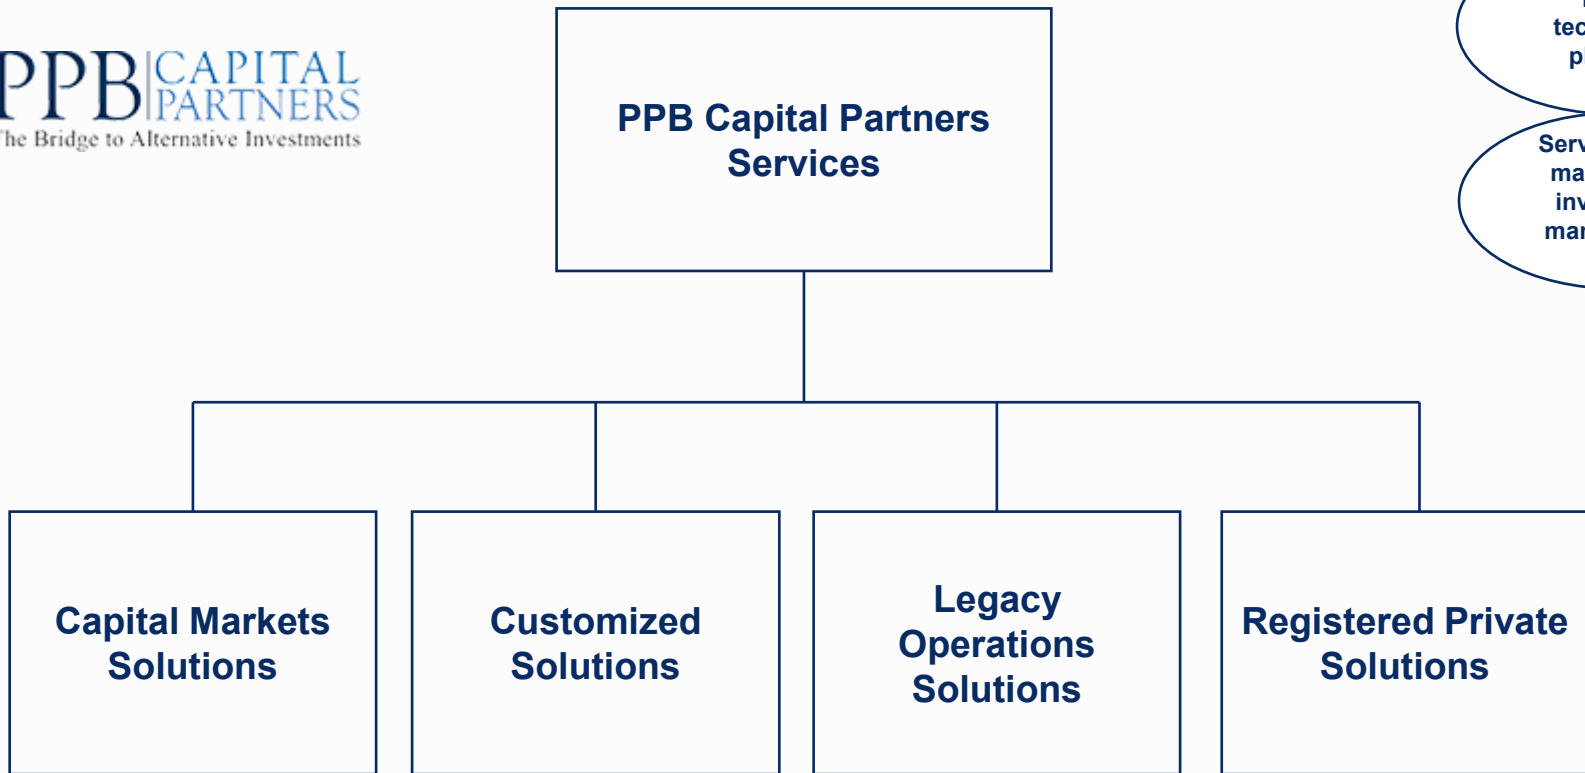 PPB CAPITAL
PARTNERS
The Bridge to Alternative Investments
PPB Capital Partners
Services
Capital Markets
Solutions
Customized
Solutions
Legacy
Operations
Solutions
Registered Private
Solutions